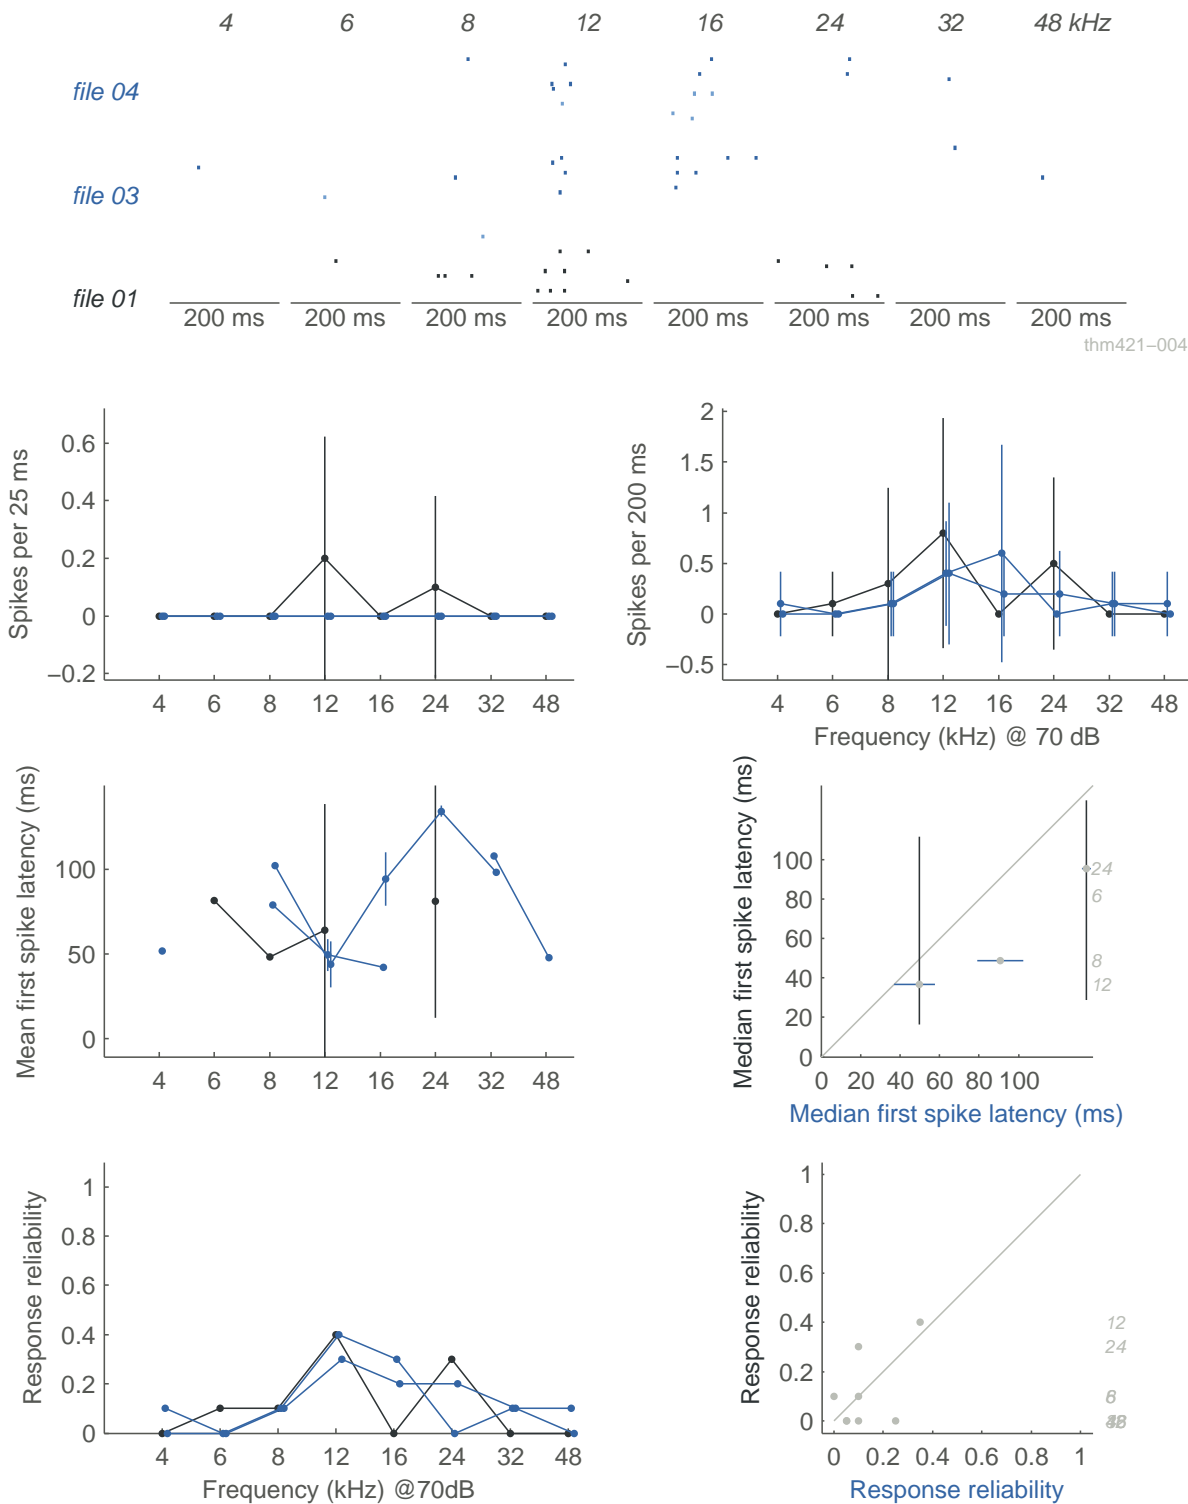 4 6 8 12 16 24 32 48 kHz
file 04
file 03
file 01
200 ms 200 ms 200 ms 200 ms 200 ms 200 ms 200 ms 200 ms
thm421–004
Spikes per 25 ms
0.6
0.4
0.2
0
−0.2
4 6 8 12 16 24 32 48
Spikes per 200 ms
2
1.5
1
0.5
0
−0.5
4 6 8 12 16 24 32 48
Frequency (kHz) @ 70 dB
Mean first spike latency (ms)
100
50
0
4 6 8 12 16 24 32 48
Median first spike latency (ms)
100
80
60
40
20
0
24
6
8
12
0 20 40 60 80 100
Median first spike latency (ms)
Response reliability
1
0.8
0.6
0.4
0.2
0
4 6 8 12 16 24 32 48
Frequency (kHz) @70dB
Response reliability
1
0.8
0.6
0.4
0.2
0
12
24
0 0.2 0.4 0.6 0.8 1
Response reliability